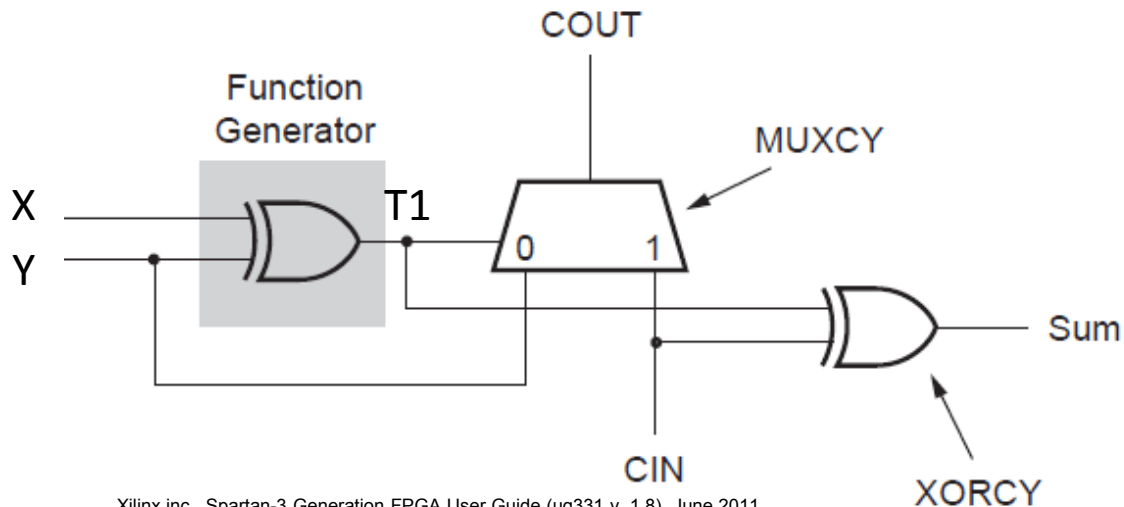 COUT
Function
Generator
MUXCY
X
T1
Y
0
1
Sum
CIN
XORCY
Xilinx inc., Spartan-3 Generation FPGA User Guide (ug331 v. 1.8), June 2011